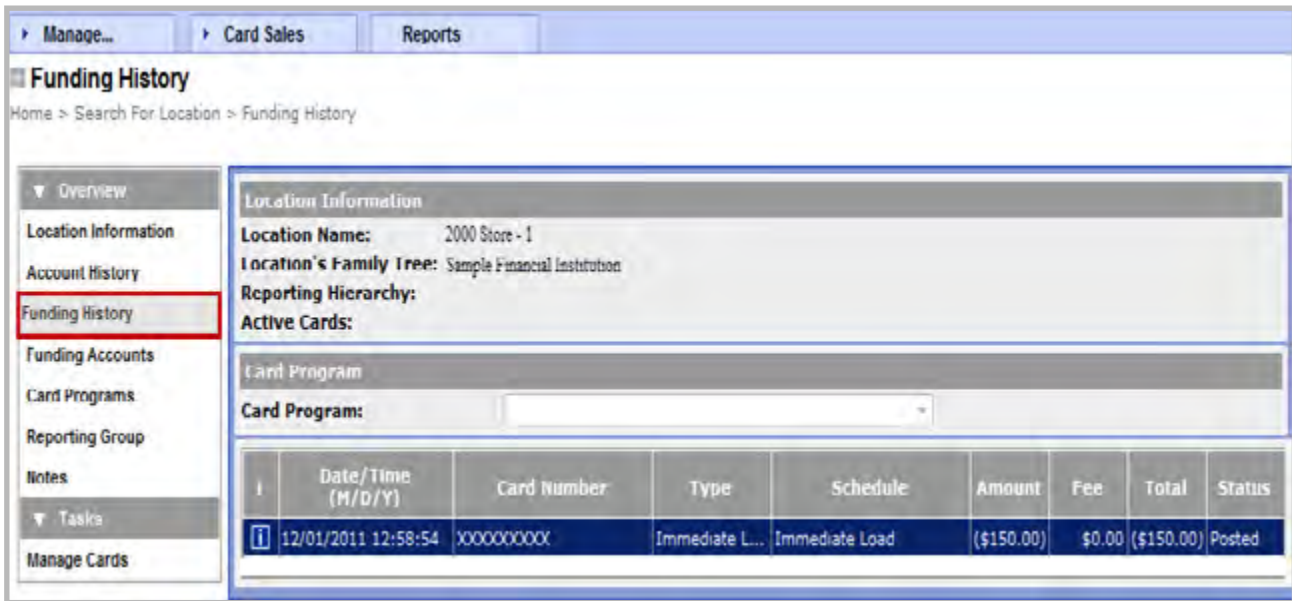 Manage... Card Sales Reports
Funding History
Home > Search For Location > Funding History
Overview
Location Information
Account History
Funding History
Funding Accounts
Card Programs
Reporting Group
Notes
Tasks
Manage Cards
Location Information
Location Name: 2000 Store - 1
Location's Family Tree: Sample Financial Institution
Reporting Hierarchy:
Active Cards:
Card Program
Card Program:
i Date/Time (M/D/Y) Card Number Type Schedule Amount Fee Total Status
i 12/01/2011 12:58:54 XXXXXXXXXX Immediate L... Immediate Load ($150.00) $0.00 ($150.00) Posted